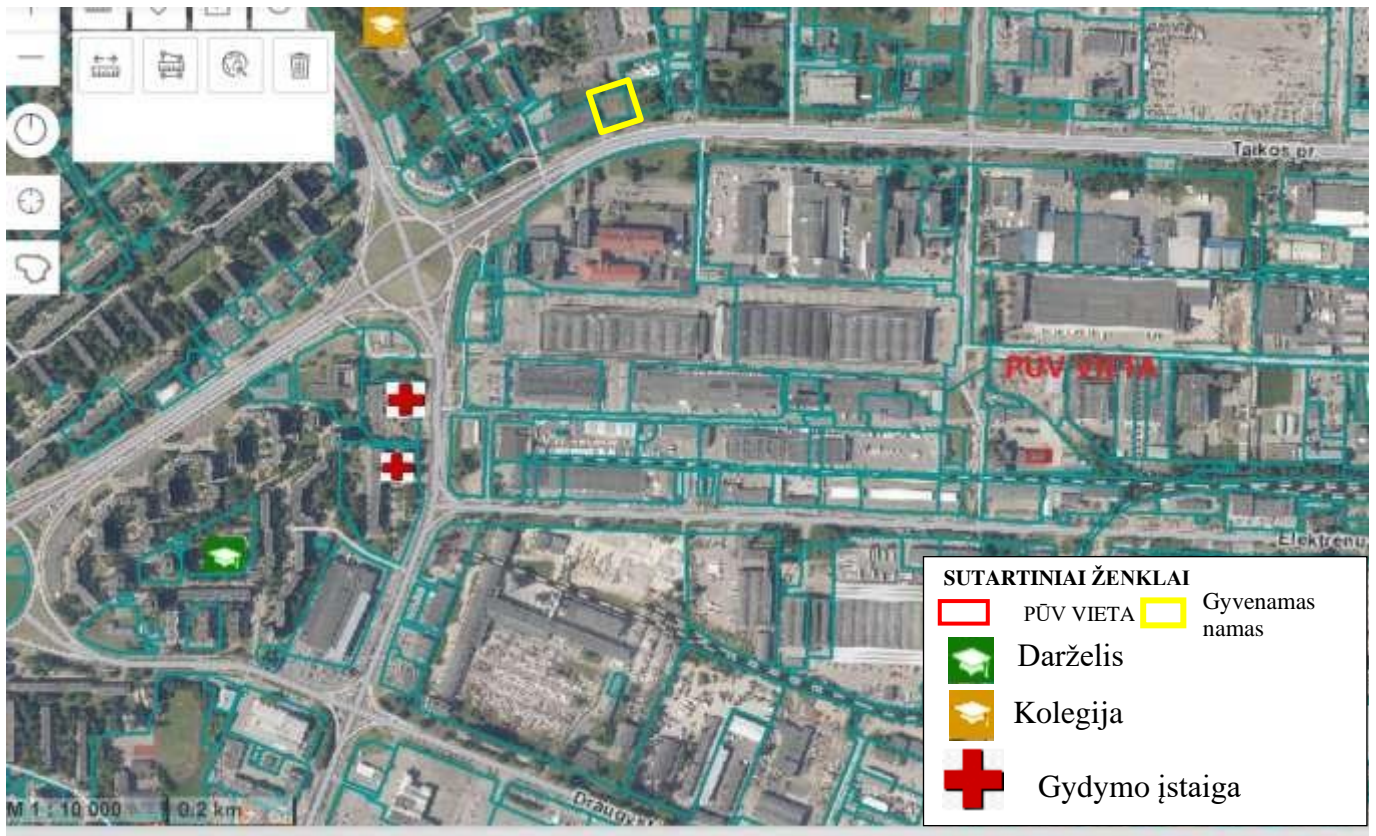 Taikos pr.
PŪV VIETA
Elektrėnų
SUTARTINIAI ŽENKLAI
PŪV VIETA
Gyvenamas
namas
Darželis
Kolegija
Gydymo įstaiga
M 1 : 10 000
0.2 km